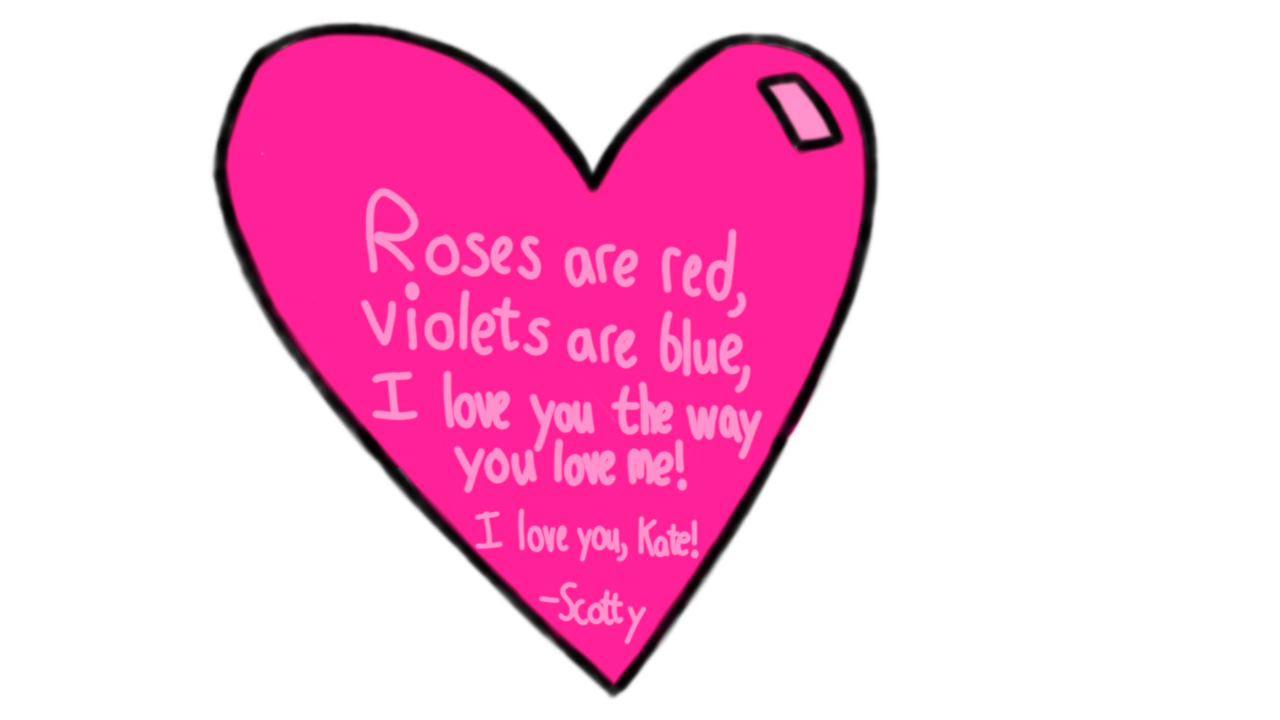 Roses are red,
violets are blue,
I love you the way
you love me!
I love you, Kate!
-Scotty